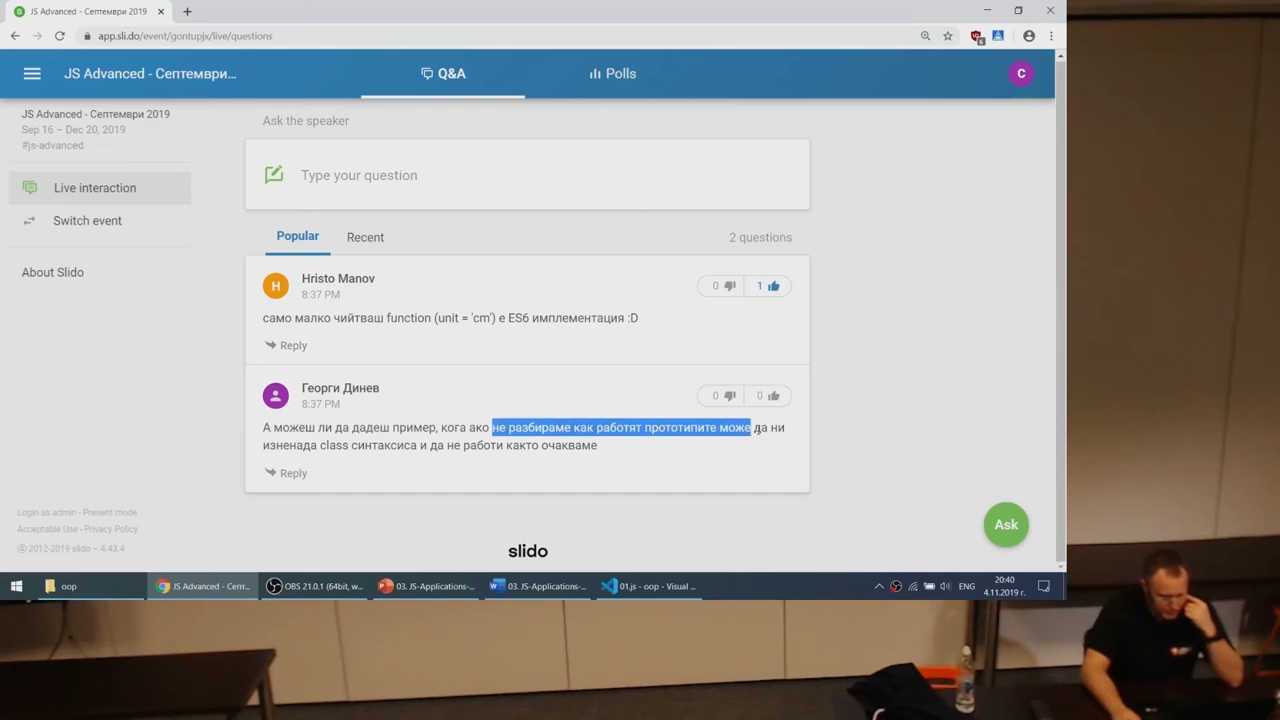 JS Advanced - Септември 2019
app.sli.do/event/gontupjx/live/questions
JS Advanced - Септември...
Q&A
Polls
C
JS Advanced - Септември 2019
Sep 16 – Dec 20, 2019
#js-advanced
Live interaction
Switch event
About Slido
Ask the speaker
Type your question
Popular
Recent
2 questions
H
Hristo Manov
8:37 PM
0
1
само малко чийтваш function (unit = 'cm') е ES6 имплементация :D
Reply
Георги Динев
8:37 PM
0
0
А можеш ли да дадеш пример, кога ако не разбираме как работят прототипите може да ни
изненада class синтаксиса и да не работи както очакваме
Reply
Ask
Login as admin - Present mode
Acceptable Use - Privacy Policy
© 2012-2019 slido – 4.43.4
slido
oop
JS Advanced - Септ...
OBS 21.0.1 (64bit, w...
03. JS-Applications-...
03. JS-Applications-...
01.js - oop - Visual ...
ЕНГ
20:40
4.11.2019 г.